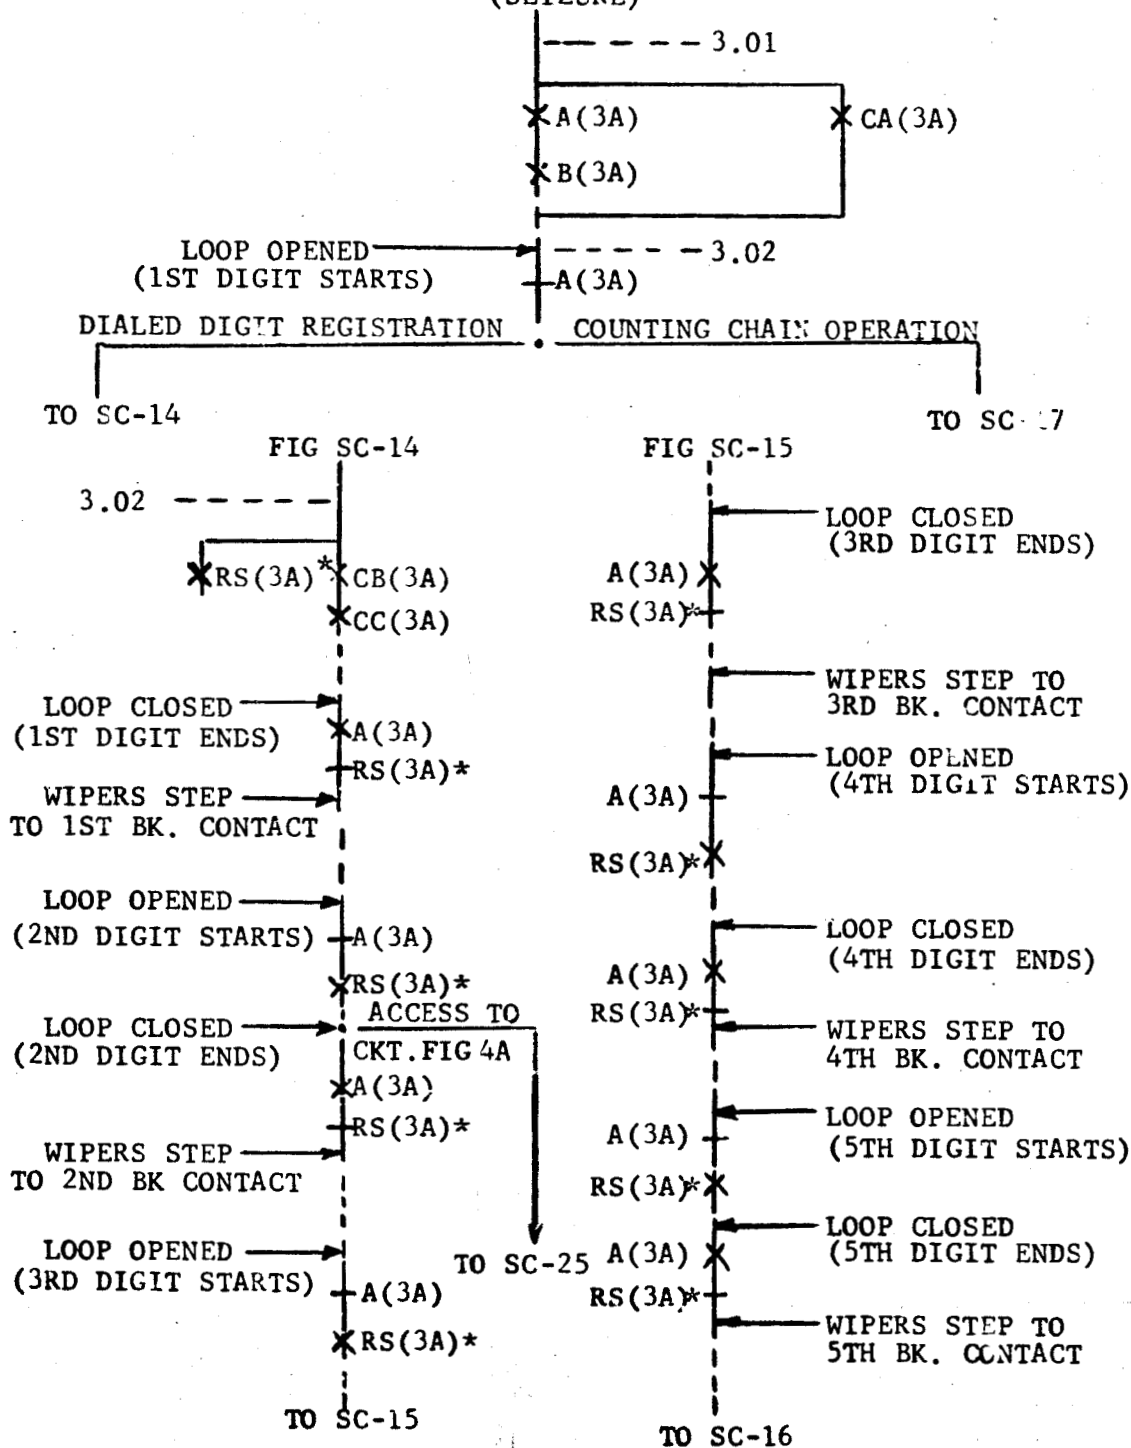 3.01
A(3A)
CA(3A)
B(3A)
LOOP OPENED
(1ST DIGIT STARTS)
3.02
A(3A)
DIALED DIGIT REGISTRATION
COUNTING CHAIN OPERATION
TO SC-14
TO
FIG SC-14
3.02
RS(3A)*
CB(3A)
CC(3A)
LOOP CLOSED
(1ST DIGIT ENDS)
A(3A)
RS(3A)*
WIPERS STEP
TO 1ST BK. CONTACT
LOOP OPENED
(2ND DIGIT STARTS)
A(3A)
RS(3A)*
LOOP CLOSED
(2ND DIGIT ENDS)
ACCESS TO
CKT.FIG 4A
A(3A)
RS(3A)*
WIPERS STEP
TO 2ND BK CONTACT
TO SC-25
LOOP OPENED
(3RD DIGIT STARTS)
A(3A)
RS(3A)*
TO SC-15
FIG SC-15
LOOP CLOSED
(3RD DIGIT ENDS)
A(3A)
RS(3A)*
WIPERS STEP TO
3RD BK. CONTACT
LOOP OPENED
(4TH DIGIT STARTS)
A(3A)
RS(3A)*
LOOP CLOSED
(4TH DIGIT ENDS)
A(3A)
RS(3A)*
WIPERS STEP TO
4TH BK. CONTACT
LOOP OPENED
(5TH DIGIT STARTS)
A(3A)
RS(3A)*
LOOP CLOSED
(5TH DIGIT ENDS)
A(3A)
RS(3A)*
WIPERS STEP TO
5TH BK. CONTACT
TO SC-16